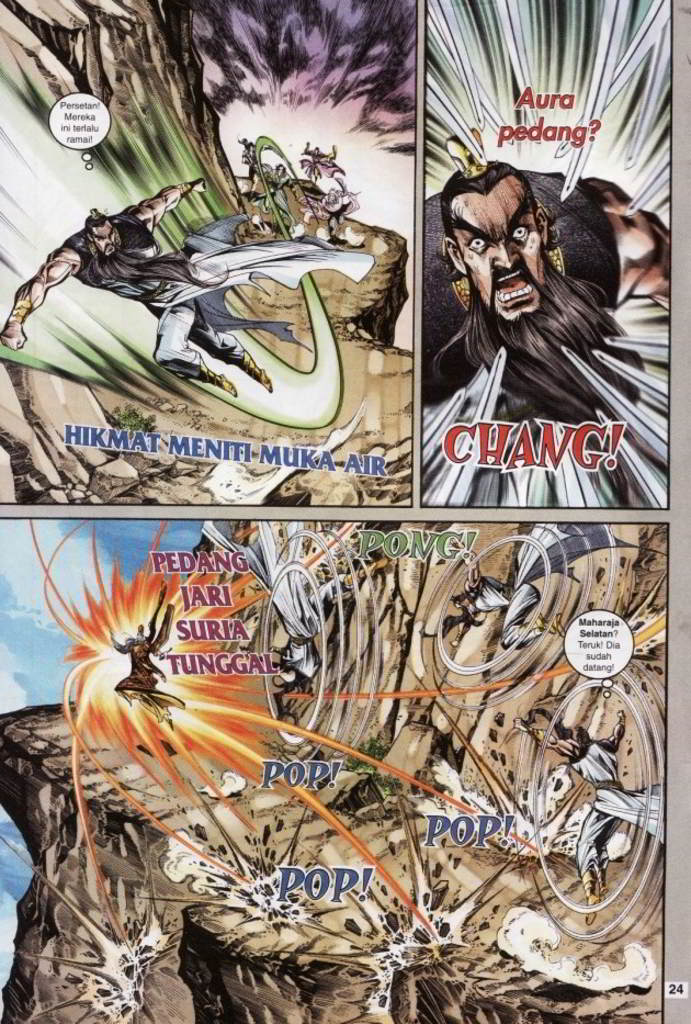 Persetan!
Mereka
ini terlalu
ramai!
HIKMAT MENITI MUKA AIR
Aura
pedang?
CHANG!
PEDANG
JARI
SURIA
TUNGGAL
PONG!
Maharaja
Selatan?
Teruk! Dia
sudah
datang!
POP!
POP!
POP!
24